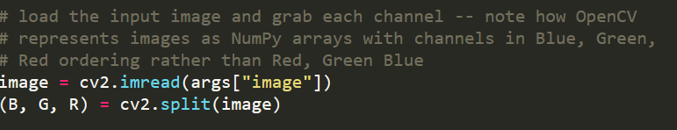 # load the input image and grab each channel -- note how OpenCV
# represents images as NumPy arrays with channels in Blue, Green,
# Red ordering rather than Red, Green Blue
image = cv2.imread(args["image"])
(B, G, R) = cv2.split(image)